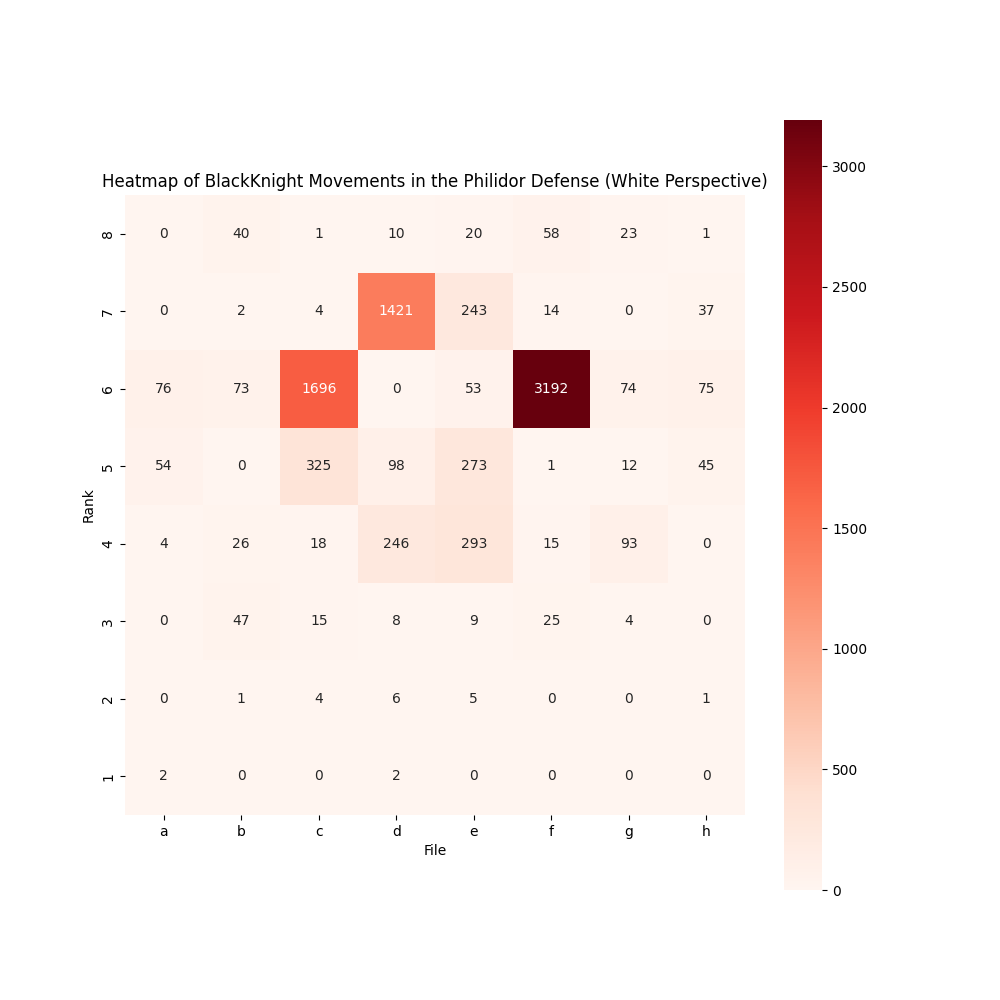 Heatmap of BlackKnight Movements in the Philidor Defense (White Perspective)
8 0 40 1 10 20 58 23 1
7 0 2 4 1421 243 14 0 37
6 76 73 1696 0 53 3192 74 75
5 54 0 325 98 273 1 12 45
4 4 26 18 246 293 15 93 0
3 0 47 15 8 9 25 4 0
2 0 1 4 6 5 0 0 1
1 2 0 0 2 0 0 0 0
a b c d e f g h
File
Rank
3000
2500
2000
1500
1000
500
0